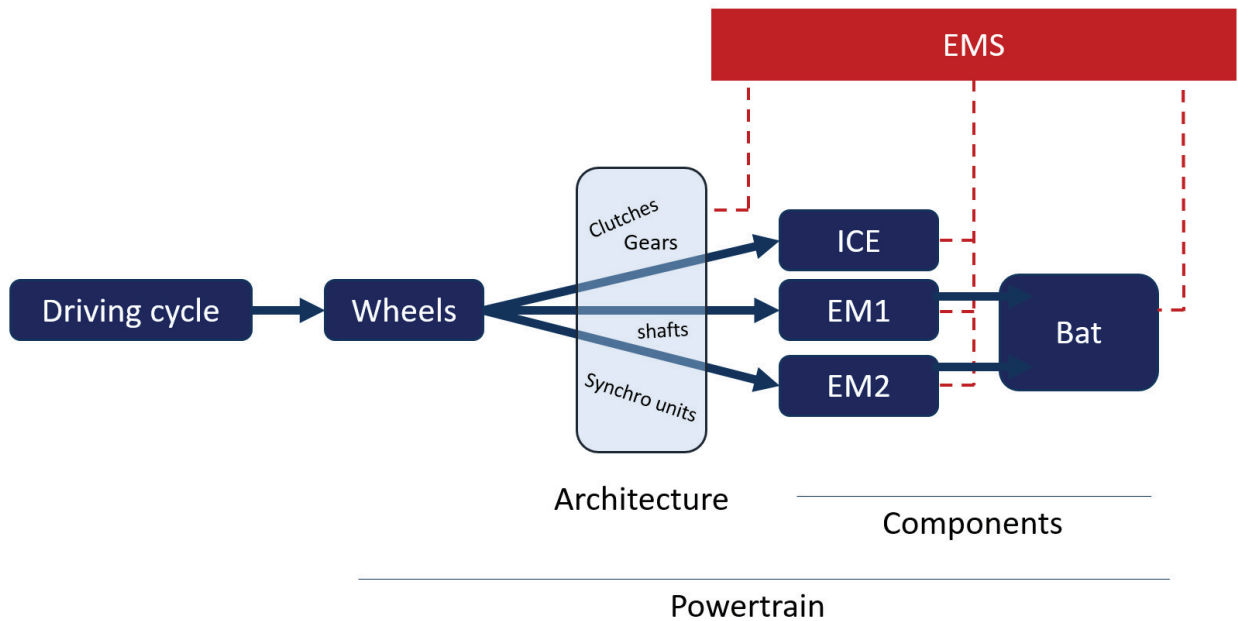 EMS
Clutches
Gears
ICE
Driving cycle
Wheels
EM1
shafts
Bat
EM2
Synchro units
Architecture
Components
Powertrain